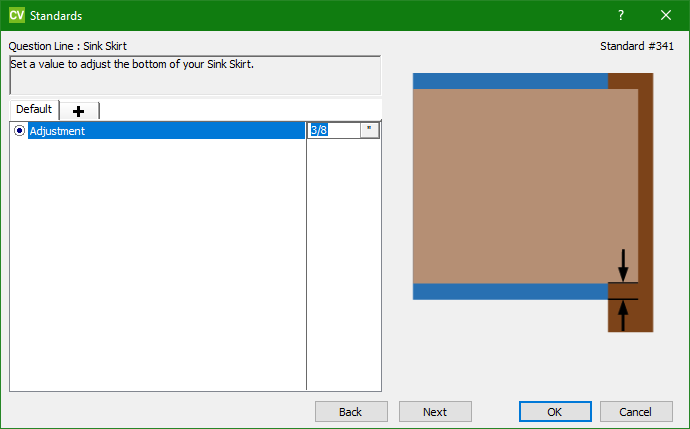 CV Standards ?
Question Line : Sink Skirt
Standard #341
Set a value to adjust the bottom of your Sink Skirt.
Default
Adjustment 3/8 "
Back Next OK Cancel